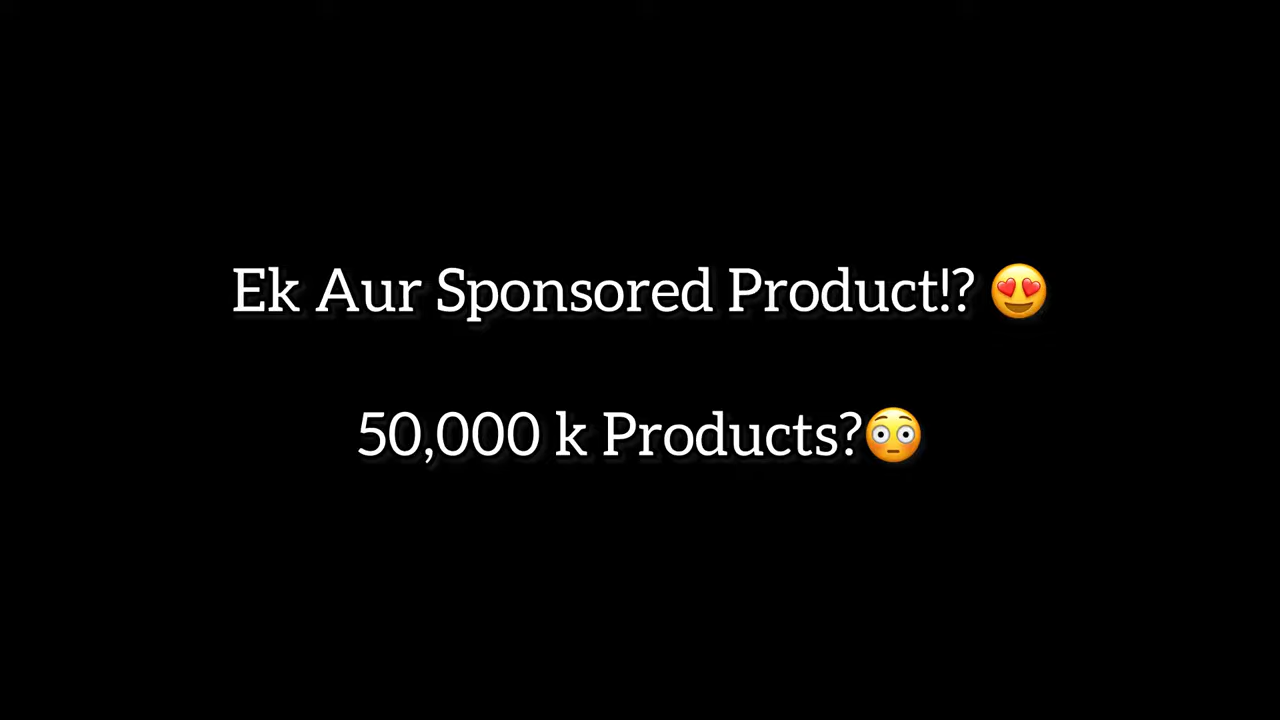 Ek Aur Sponsored Product!? 😍
50,000 k Products?😳